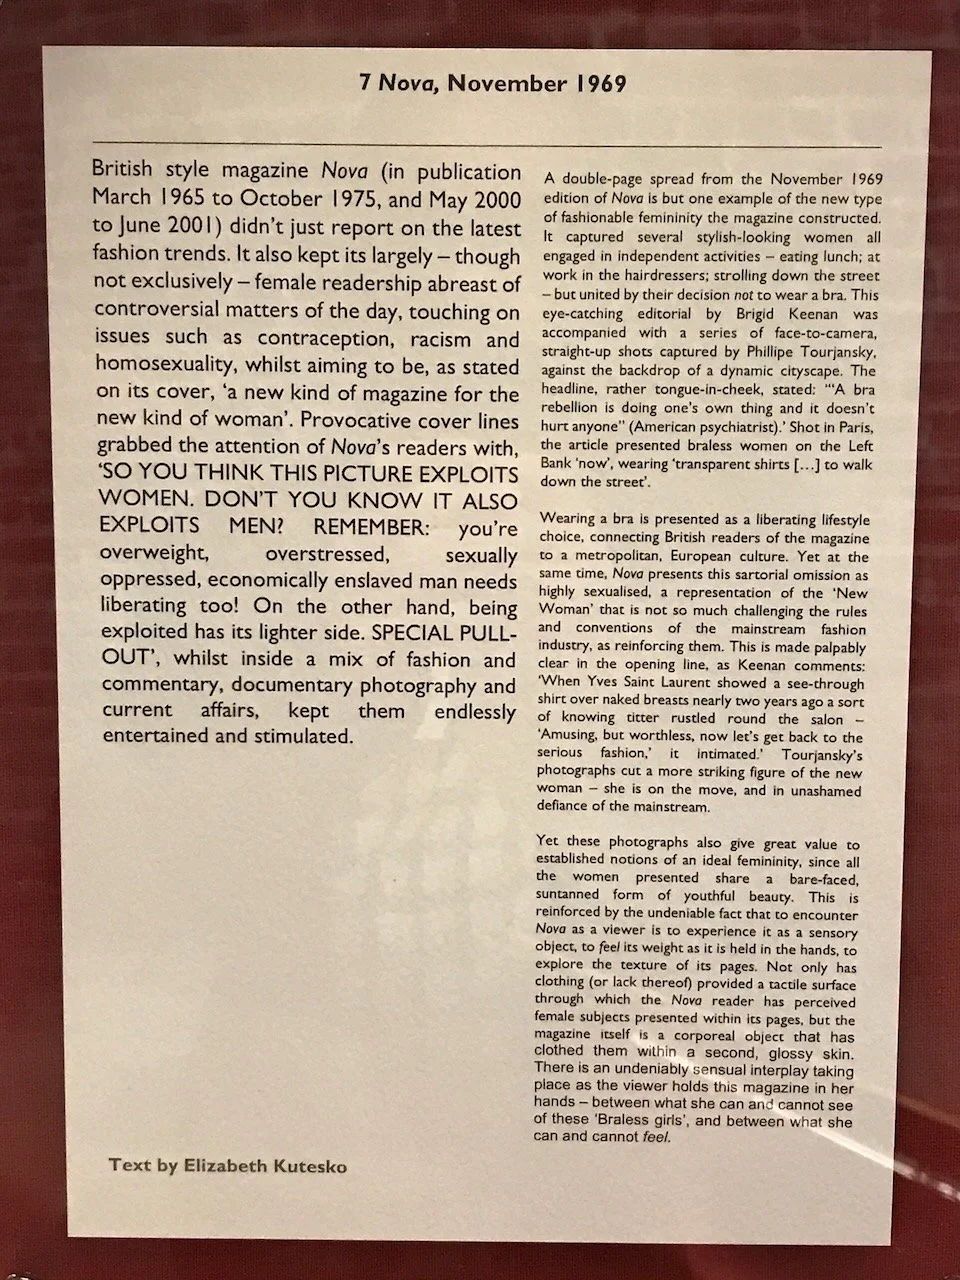 7 Nova, November 1969
British style magazine Nova (in publication
March 1965 to October 1975, and May 2000
to June 2001) didn't just report on the latest
fashion trends. It also kept its largely – though
not exclusively – female readership abreast of
controversial matters of the day, touching on
issues such as contraception, racism and
homosexuality, whilst aiming to be, as stated
on its cover, 'a new kind of magazine for the
new kind of woman'. Provocative cover lines
grabbed the attention of Nova's readers with,
'SO YOU THINK THIS PICTURE EXPLOITS
WOMEN. DON'T YOU KNOW IT ALSO
EXPLOITS MEN? REMEMBER: you're
overweight, overstressed, sexually
oppressed, economically enslaved man needs
liberating too! On the other hand, being
exploited has its lighter side. SPECIAL PULL-
OUT', whilst inside a mix of fashion and
commentary, documentary photography and
current affairs, kept them endlessly
entertained and stimulated.
Text by Elizabeth Kutesko
A double-page spread from the November 1969
edition of Nova is but one example of the new type
of fashionable femininity the magazine constructed.
It captured several stylish-looking women all
engaged in independent activities – eating lunch; at
work in the hairdressers; strolling down the street
– but united by their decision not to wear a bra. This
eye-catching editorial by Brigid Keenan was
accompanied with a series of face-to-camera,
straight-up shots captured by Phillipe Tourjansky,
against the backdrop of a dynamic cityscape. The
headline, rather tongue-in-cheek, stated: '"A bra
rebellion is doing one's own thing and it doesn't
hurt anyone" (American psychiatrist).' Shot in Paris,
the article presented braless women on the Left
Bank 'now', wearing 'transparent shirts [...] to walk
down the street'.
Wearing a bra is presented as a liberating lifestyle
choice, connecting British readers of the magazine
to a metropolitan, European culture. Yet at the
same time, Nova presents this sartorial omission as
highly sexualised, a representation of the 'New
Woman' that is not so much challenging the rules
and conventions of the mainstream fashion
industry, as reinforcing them. This is made palpably
clear in the opening line, as Keenan comments:
'When Yves Saint Laurent showed a see-through
shirt over naked breasts nearly two years ago a sort
of knowing titter rustled round the salon –
'Amusing, but worthless, now let's get back to the
serious fashion,' it intimated.' Tourjansky's
photographs cut a more striking figure of the new
woman – she is on the move, and in unashamed
defiance of the mainstream.
Yet these photographs also give great value to
established notions of an ideal femininity, since all
the women presented share a bare-faced,
suntanned form of youthful beauty. This is
reinforced by the undeniable fact that to encounter
Nova as a viewer is to experience it as a sensory
object, to feel its weight as it is held in the hands, to
explore the texture of its pages. Not only has
clothing (or lack thereof) provided a tactile surface
through which the Nova reader has perceived
female subjects presented within its pages, but the
magazine itself is a corporeal object that has
clothed them within a second, glossy skin.
There is an undeniably sensual interplay taking
place as the viewer holds this magazine in her
hands – between what she can and cannot see
of these 'Braless girls', and between what she
can and cannot feel.